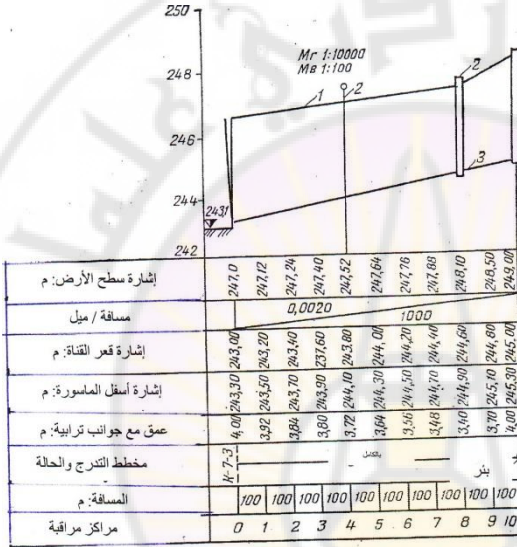 250
248
246
244
242
Мг 1:10000
Мв 1:100
1
2
2
3
243,1
إشارة سطح الأرض: م 247,0 247,12 247,24 247,40 247,52 247,64 247,76 247,88 248,10 248,50 249,00
مسافة / ميل 0,0020 1000
إشارة قعر القناة: م 243,00 243,20 243,40 237,60 243,80 244,00 244,20 244,40 244,60 244,80 245,00
إشارة أسفل الماسورة: م 243,30 243,50 243,70 243,90 244,10 244,30 244,70 244,90 245,10 245,30
عمق مع جوانب ترابية: م 4,00 3,92 3,84 3,80 3,72 3,64 3,56 3,48 3,40 3,70 4,00
مخطط التدرج والحالة К-7-3
المسافة: م 100 100 100 100 100 100 100 100 100 100
مراكز مراقبة 0 1 2 3 4 5 6 7 8 9 10